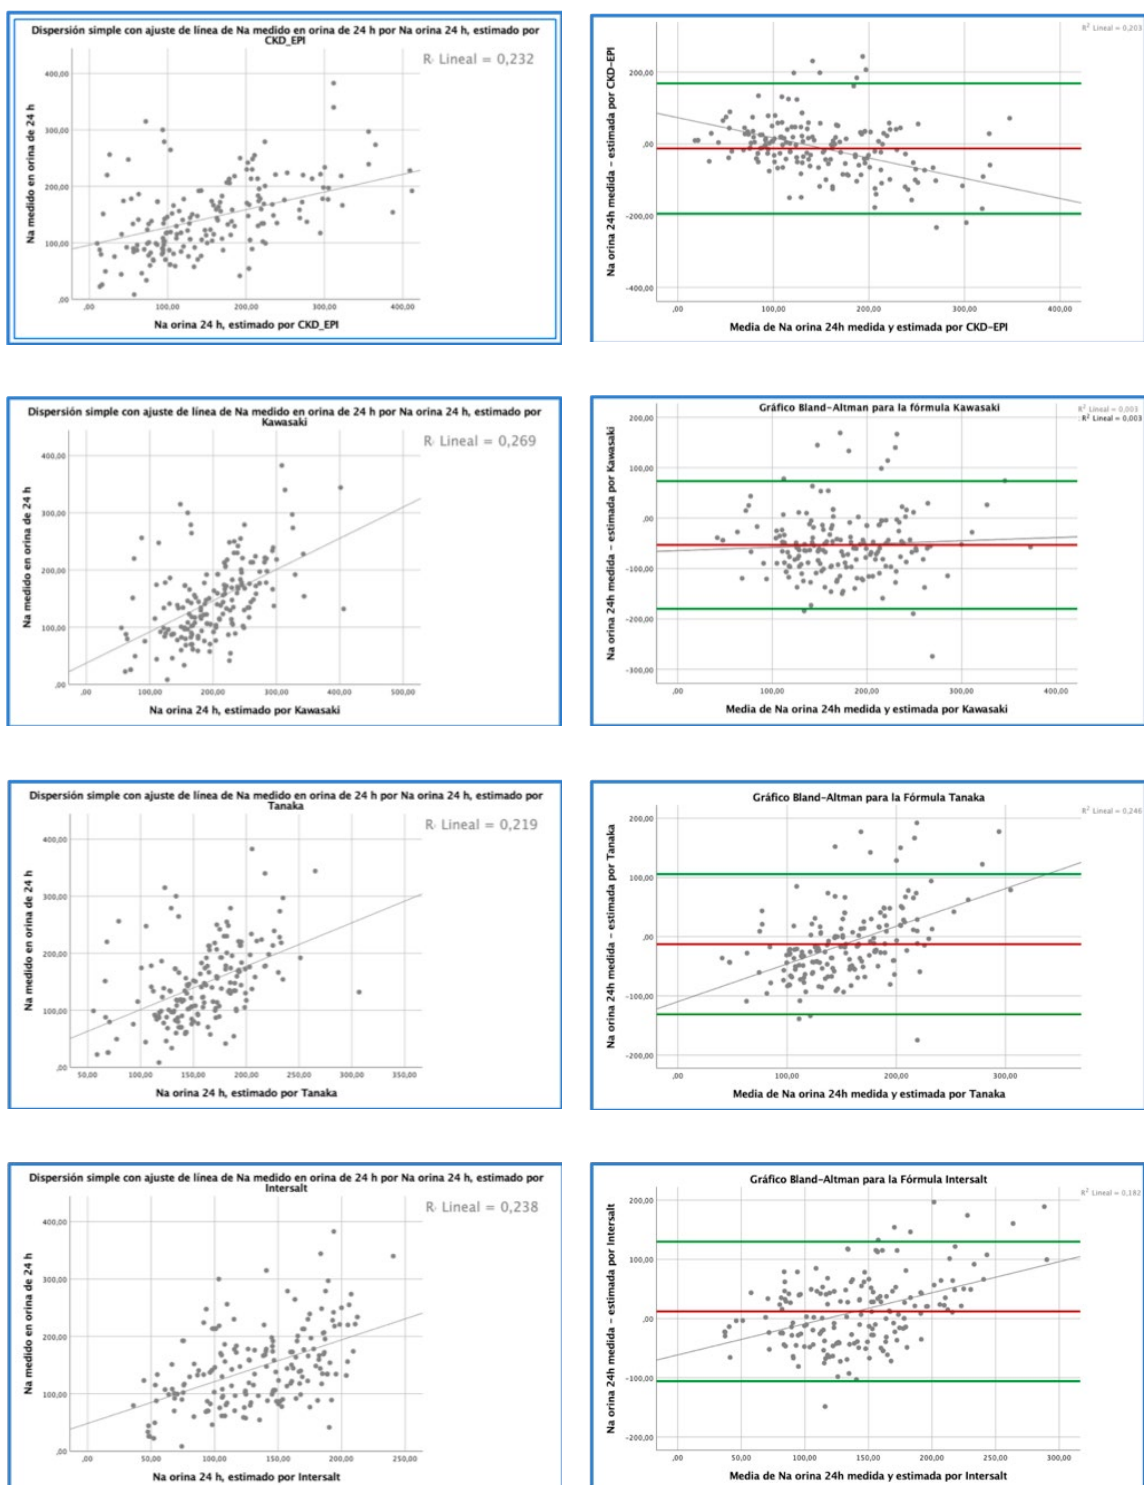 Dispersión simple con ajuste de línea de Na medido en orina de 24 h por Na orina 24 h, estimado por
CKD_EPI
R Lineal = 0,232
Na medido en orina de 24 h
400,00
300,00
200,00
100,00
,00
,00 100,00 200,00 300,00 400,00
Na orina 24 h, estimado por CKD_EPI
R² Lineal = 0,203
Na orina 24h medida - estimada por CKD-EPI
200,00
,00
-200,00
-400,00
,00 100,00 200,00 300,00 400,00
Media de Na orina 24h medida y estimada por CKD-EPI
Dispersión simple con ajuste de línea de Na medido en orina de 24 h por Na orina 24 h, estimado por
Kawasaki
R Lineal = 0,269
Na medido en orina de 24 h
400,00
300,00
200,00
100,00
,00
,00 100,00 200,00 300,00 400,00 500,00
Na orina 24 h, estimado por Kawasaki
Gráfico Bland-Altman para la fórmula Kawasaki
R² Lineal = 0,003
R² Lineal = 0,003
Na orina 24h medida - estimada por Kawasaki
200,00
100,00
,00
-100,00
-200,00
-300,00
,00 100,00 200,00 300,00 400,00
Media de Na orina 24h medida y estimada por Kawasaki
Dispersión simple con ajuste de línea de Na medido en orina de 24 h por Na orina 24 h, estimado por
Tanaka
R Lineal = 0,219
Na medido en orina de 24 h
400,00
300,00
200,00
100,00
,00
50,00 100,00 150,00 200,00 250,00 300,00 350,00
Na orina 24 h, estimado por Tanaka
Gráfico Bland-Altman para la Fórmula Tanaka
R² Lineal = 0,246
Na orina 24h medida - estimada por Tanaka
200,00
100,00
,00
-100,00
-200,00
,00 100,00 200,00 300,00
Media de Na orina 24h medida y estimada por Tanaka
Dispersión simple con ajuste de línea de Na medido en orina de 24 h por Na orina 24 h, estimado por
Intersalt
R Lineal = 0,238
Na medido en orina de 24 h
400,00
300,00
200,00
100,00
,00
,00 50,00 100,00 150,00 200,00 250,00
Na orina 24 h, estimado por Intersalt
Gráfico Bland-Altman para la Fórmula Intersalt
R² Lineal = 0,182
Na orina 24h medida - estimada por Intersalt
200,00
100,00
,00
-100,00
-200,00
,00 50,00 100,00 150,00 200,00 250,00 300,00
Media de Na orina 24h medida y estimada por Intersalt